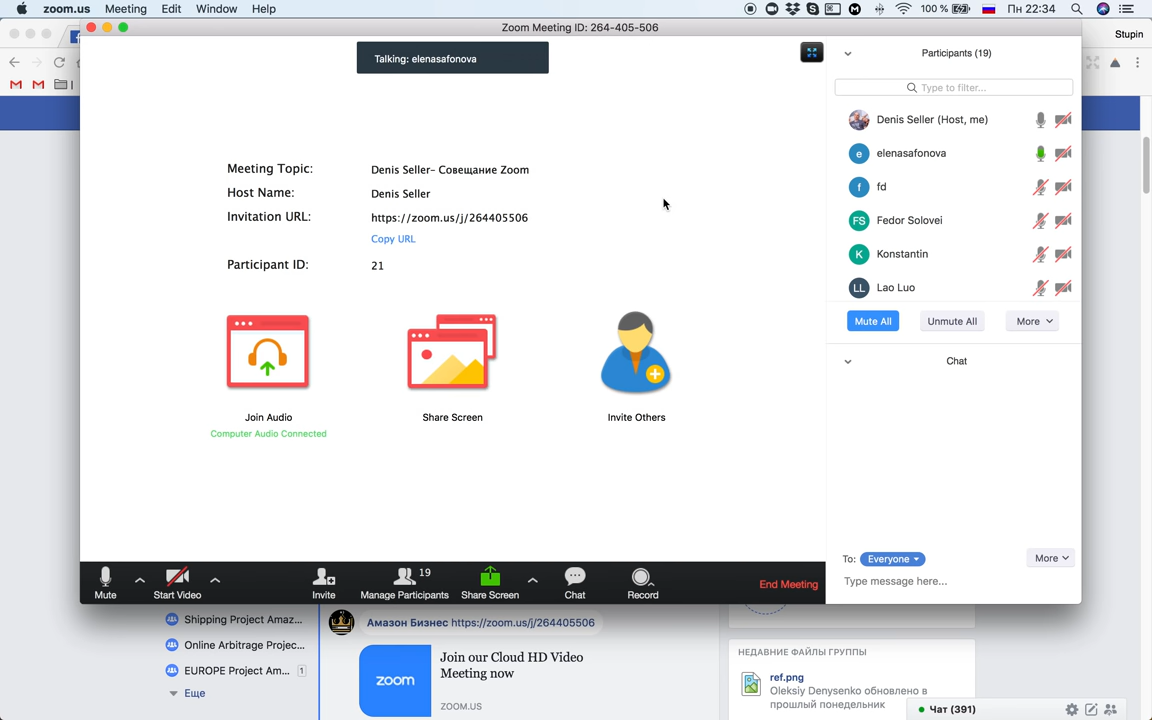 zoom.us Meeting Edit Window Help
100 % Пн 22:34
Stupin
Zoom Meeting ID: 264-405-506
Talking: elenasafonova
Meeting Topic: Denis Seller- Совещание Zoom
Host Name: Denis Seller
Invitation URL: https://zoom.us/j/264405506
Copy URL
Participant ID: 21
Join Audio
Computer Audio Connected
Share Screen
Invite Others
Participants (19)
Type to filter...
Denis Seller (Host, me)
e elenasafonova
f fd
FS Fedor Solovei
K Konstantin
LL Lao Luo
Mute All Unmute All More
Chat
To: Everyone More
Type message here...
Mute Start Video Invite 19 Manage Participants Share Screen Chat Record End Meeting
Shipping Project Amaz...
Online Arbitrage Projec...
EUROPE Project Am... 1
Еще
Амазон Бизнес https://zoom.us/j/264405506
zoom
Join our Cloud HD Video
Meeting now
ZOOM.US
НЕДАВНИЕ ФАЙЛЫ ГРУППЫ
ref.png
Oleksiy Denysenko обновлено в
прошлый понедельник
Чат (391)